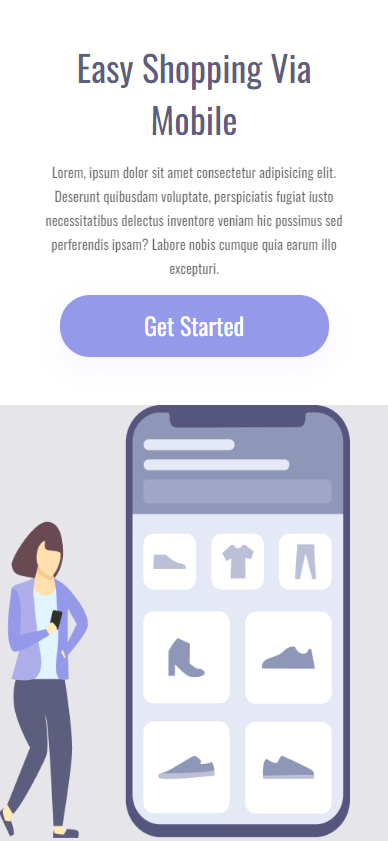 Easy Shopping Via
Mobile
Lorem, ipsum dolor sit amet consectetur adipisicing elit.
Deserunt quibusdam voluptate, perspiciatis fugiat iusto
necessitatibus delectus inventore veniam hic possimus sed
perferendis ipsam? Labore nobis cumque quia earum illo
excepturi.
Get Started